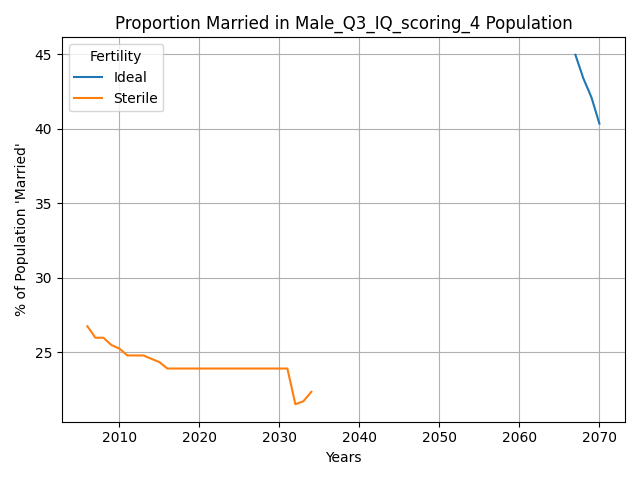 Proportion Married in Male_Q3_IQ_scoring_4 Population
Fertility
Ideal
Sterile
% of Population 'Married'
45
40
35
30
25
2010 2020 2030 2040 2050 2060 2070
Years